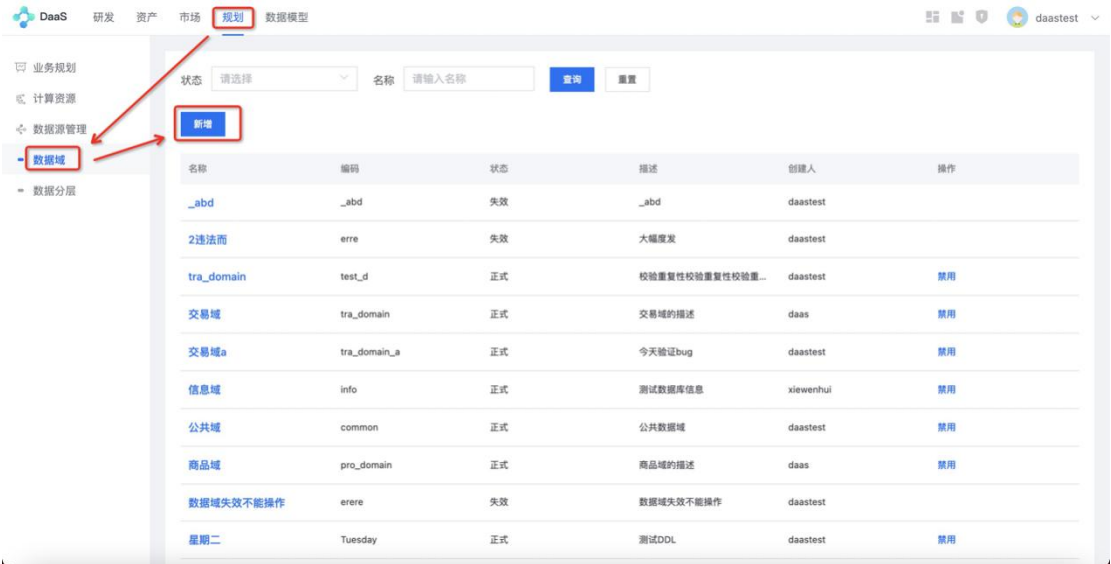 DaaS 研发 资产 市场 规划 数据模型 daastest
业务规划
计算资源
数据源管理
数据域
数据分层
状态 请选择 名称 请输入名称 查询 重置
新增
名称 编码 状态 描述 创建人 操作
_abd _abd 失效 _abd daastest
2违法而 erre 失效 大幅度发 daastest
tra_domain test_d 正式 校验重复性校验重复性校验重... daastest 禁用
交易域 tra_domain 正式 交易域的描述 daas 禁用
交易域a tra_domain_a 正式 今天验证bug daastest 禁用
信息域 info 正式 测试数据库信息 xiewenhui 禁用
公共域 common 正式 公共数据域 daastest 禁用
商品域 pro_domain 正式 商品域的描述 daas 禁用
数据域失效不能操作 erere 失效 数据域失效不能操作 daastest
星期二 Tuesday 正式 测试DDL daastest 禁用